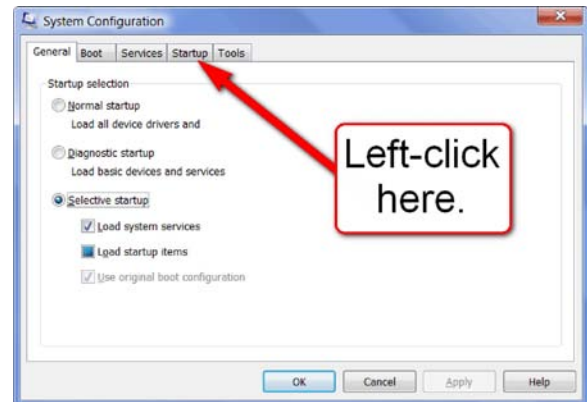 System Configuration
General Boot Services Startup Tools
Startup selection
Normal startup
Load all device drivers and
Diagnostic startup
Load basic devices and services
Selective startup
Load system services
Load startup items
Use original boot configuration
Left-click
here.
OK Cancel Apply Help